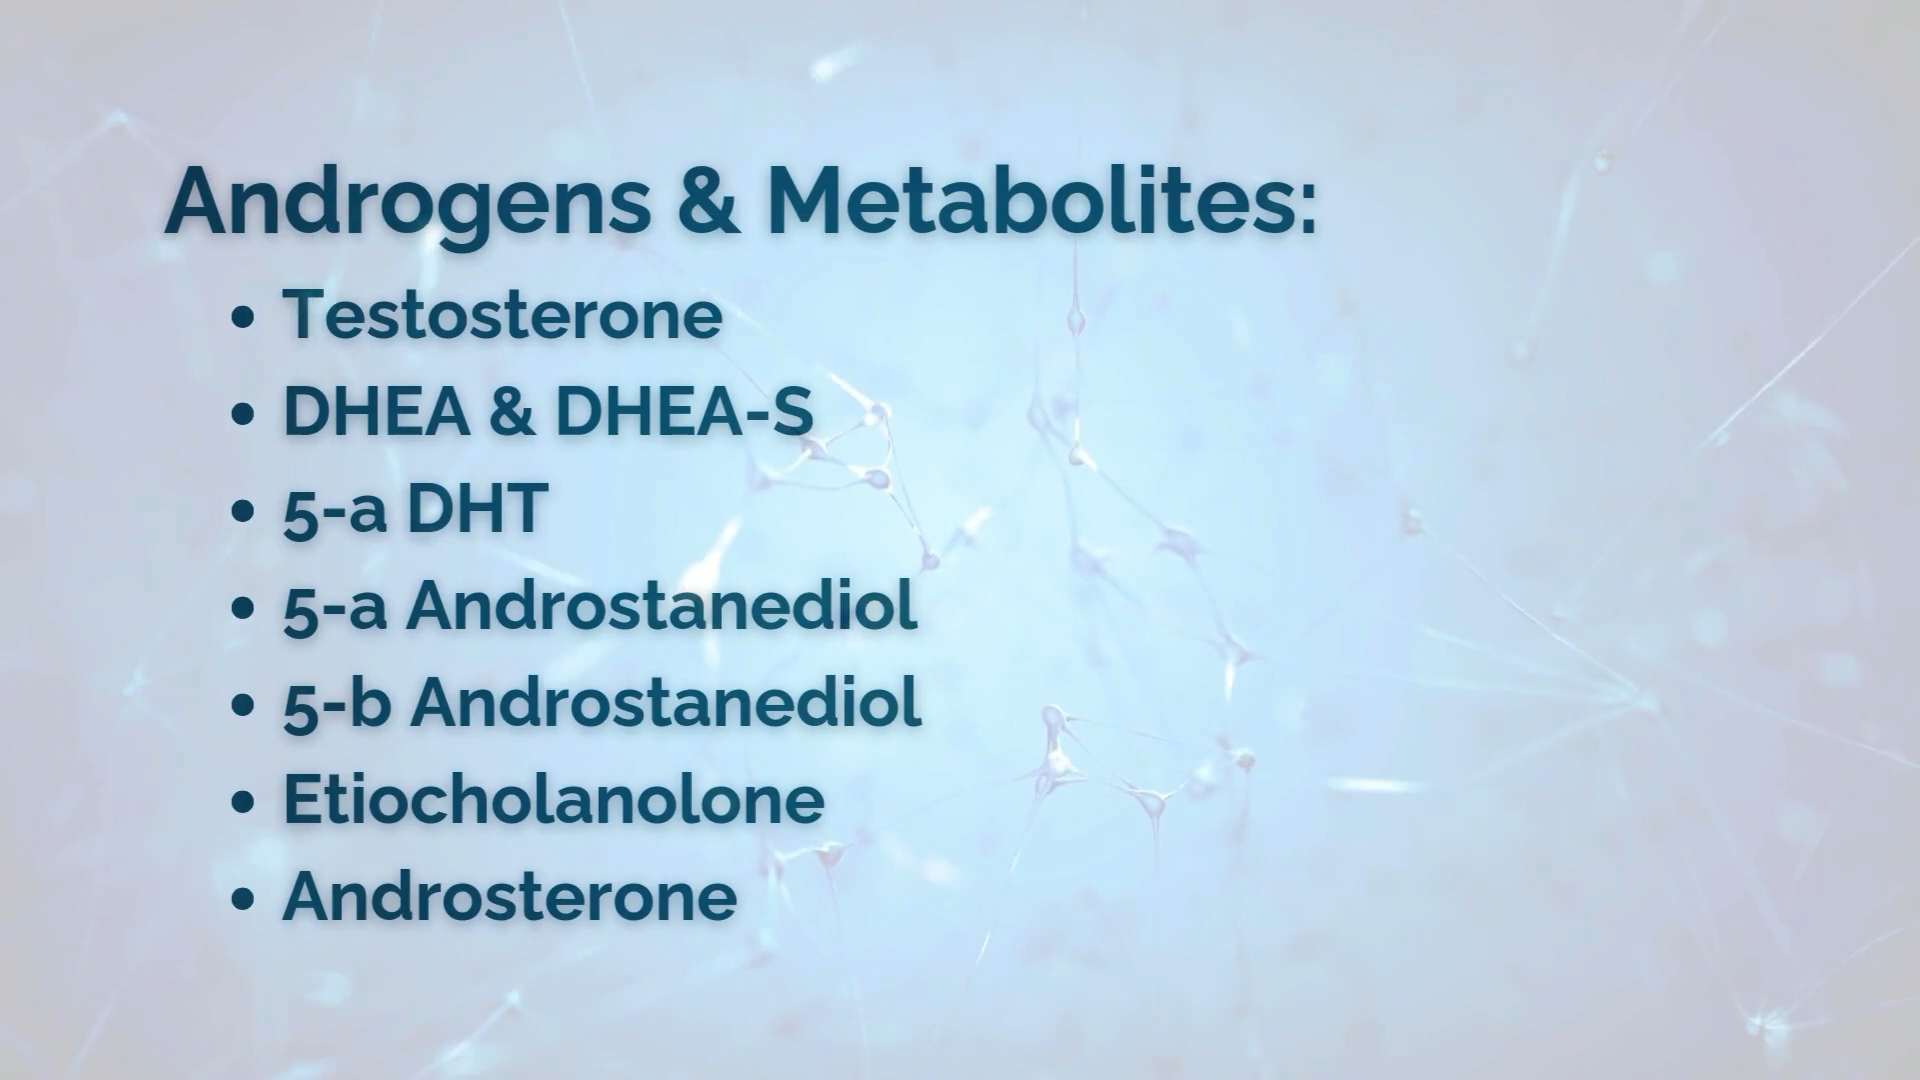 Androgens & Metabolites:
• Testosterone
• DHEA & DHEA-S
• 5-a DHT
• 5-a Androstanediol
• 5-b Androstanediol
• Etiocholanolone
• Androsterone